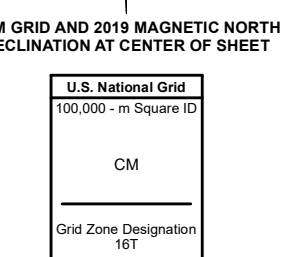 M GRID AND 2019 MAGNETIC NORTH
ECLINATION AT CENTER OF SHEET
U.S. National Grid
100,000 - m Square ID
CM
Grid Zone Designation
16T